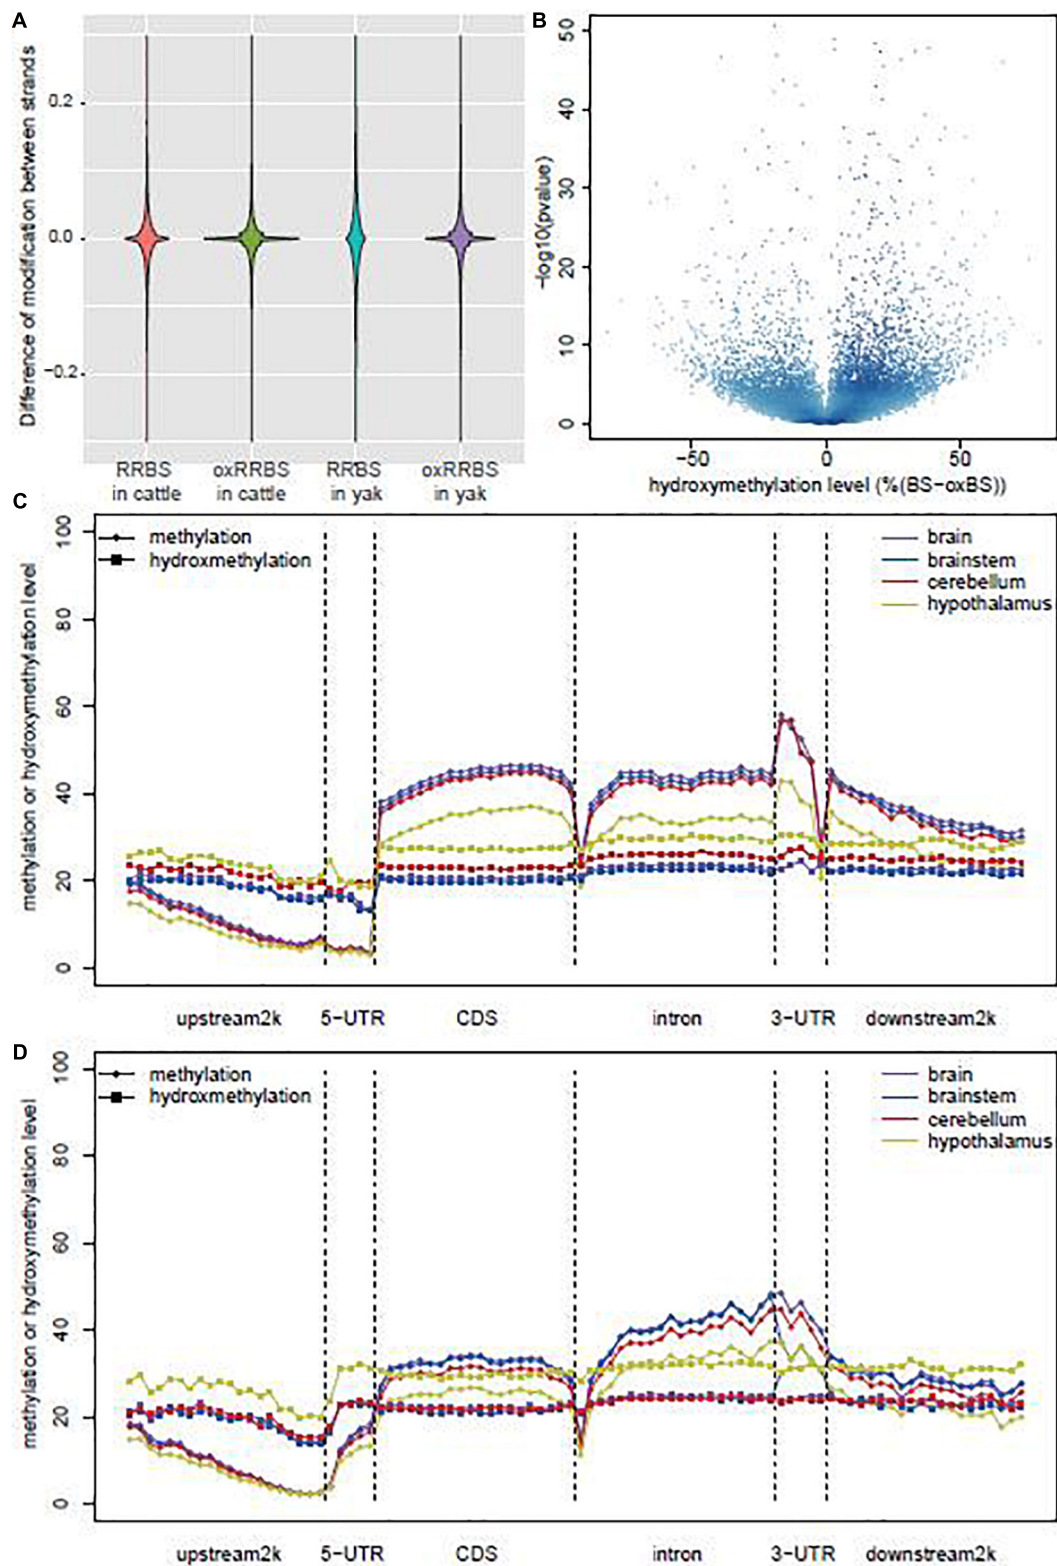 A
Difference of modification between strands
0.2
0.0
−0.2
RRBS
in cattle
oxRRBS
in cattle
RRBS
in yak
oxRRBS
in yak
B
−log10(pvalue)
50
40
30
20
10
0
−50
0
50
hydroxymethylation level (%(BS−oxBS))
C
methylation or hydroxymethylation level
100
80
60
40
20
0
methylation
hydroxmethylation
brain
brainstem
cerebellum
hypothalamus
upstream2k
5−UTR
CDS
intron
3−UTR
downstream2k
D
methylation or hydroxymethylation level
100
80
60
40
20
0
methylation
hydroxmethylation
brain
brainstem
cerebellum
hypothalamus
upstream2k
5−UTR
CDS
intron
3−UTR
downstream2k